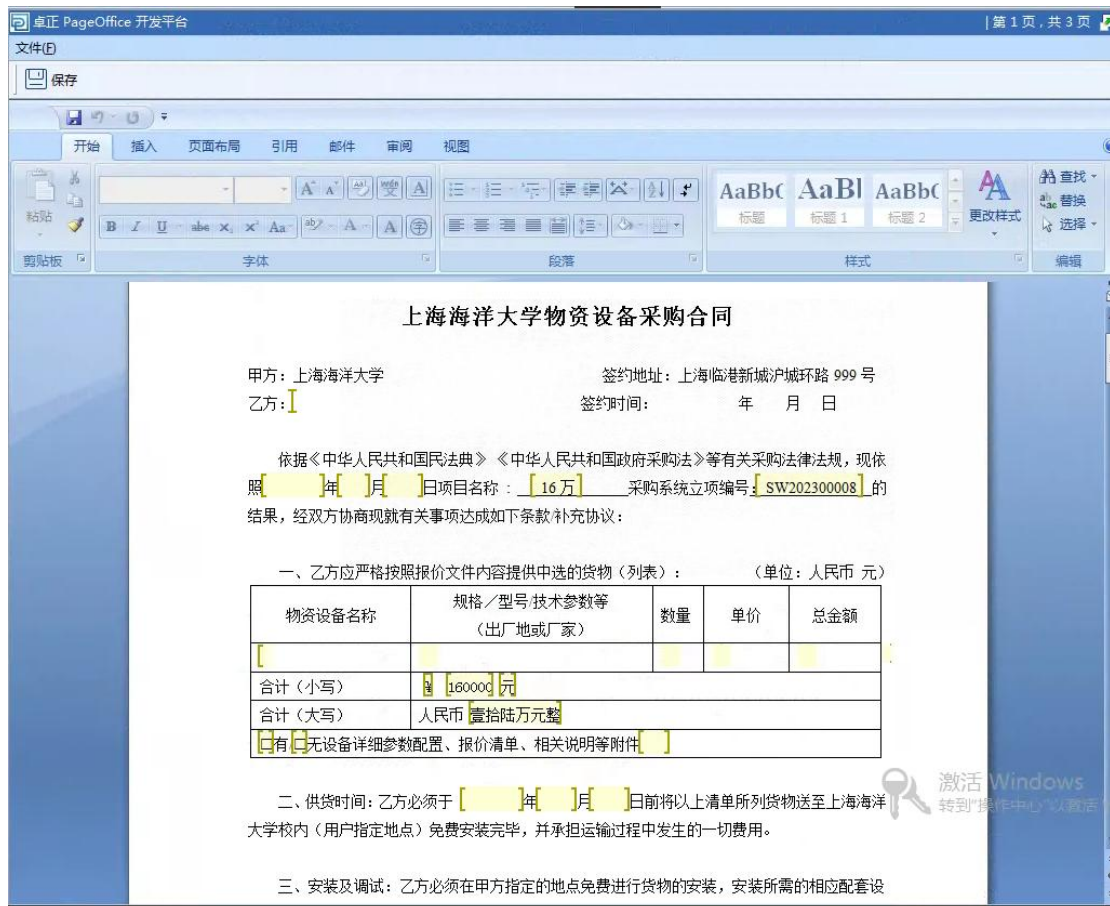 卓正 PageOffice 开发平台 | 第 1 页 , 共 3 页
文件(F)
保存
开始 插入 页面布局 引用 邮件 审阅 视图
AaBbC AaBl AaBbC
粘贴 标题 标题 1 标题 2 更改样式 查找 替换 选择
剪贴板 字体 段落 样式 编辑
上海海洋大学物资设备采购合同
甲方：上海海洋大学 签约地址：上海临港新城沪城环路 999 号
乙方： 签约时间： 年 月 日
依据《中华人民共和国民法典》《中华人民共和国政府采购法》等有关采购法律法规，现依
照[ ]年[ ]月[ ]日项目名称：[16 万] 采购系统立项编号：[SW202300008]的
结果，经双方协商现就有关事项达成如下条款/补充协议：
一、乙方应严格按照报价文件内容提供中选的货物（列表）： （单位：人民币 元）
物资设备名称 规格／型号/技术参数等 （出厂地或厂家） 数量 单价 总金额
合计（小写） ¥ [160000] 元
合计（大写） 人民币 [壹拾陆万元整]
口有/口无设备详细参数配置、报价清单、相关说明等附件[ ]
二、供货时间：乙方必须于 [ ]年[ ]月[ ]日前将以上清单所列货物送至上海海洋
大学校内（用户指定地点）免费安装完毕，并承担运输过程中发生的一切费用。
三、安装及调试：乙方必须在甲方指定的地点免费进行货物的安装，安装所需的相应配套设
激活 Windows
转到"操作中心"以激活